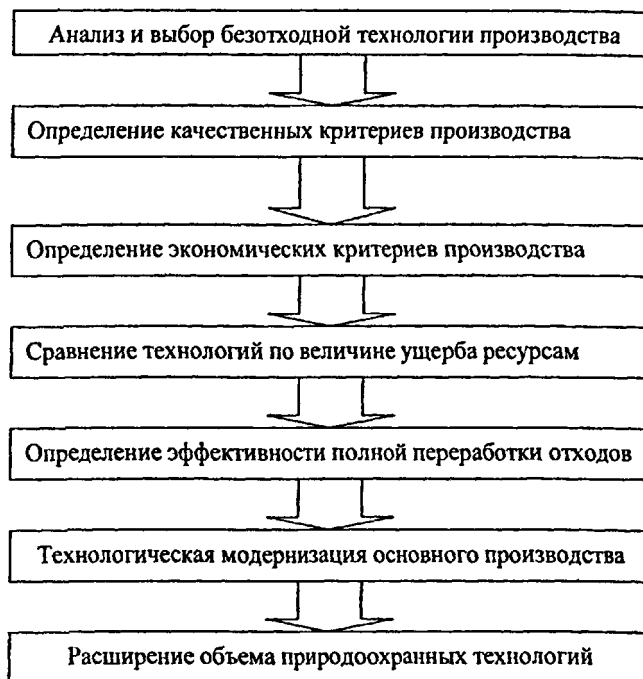 Анализ и выбор безотходной технологии производства
Определение качественных критериев производства
Определение экономических критериев производства
Сравнение технологий по величине ущерба ресурсам
Определение эффективности полной переработки отходов
Технологическая модернизация основного производства
Расширение объема природоохранных технологий